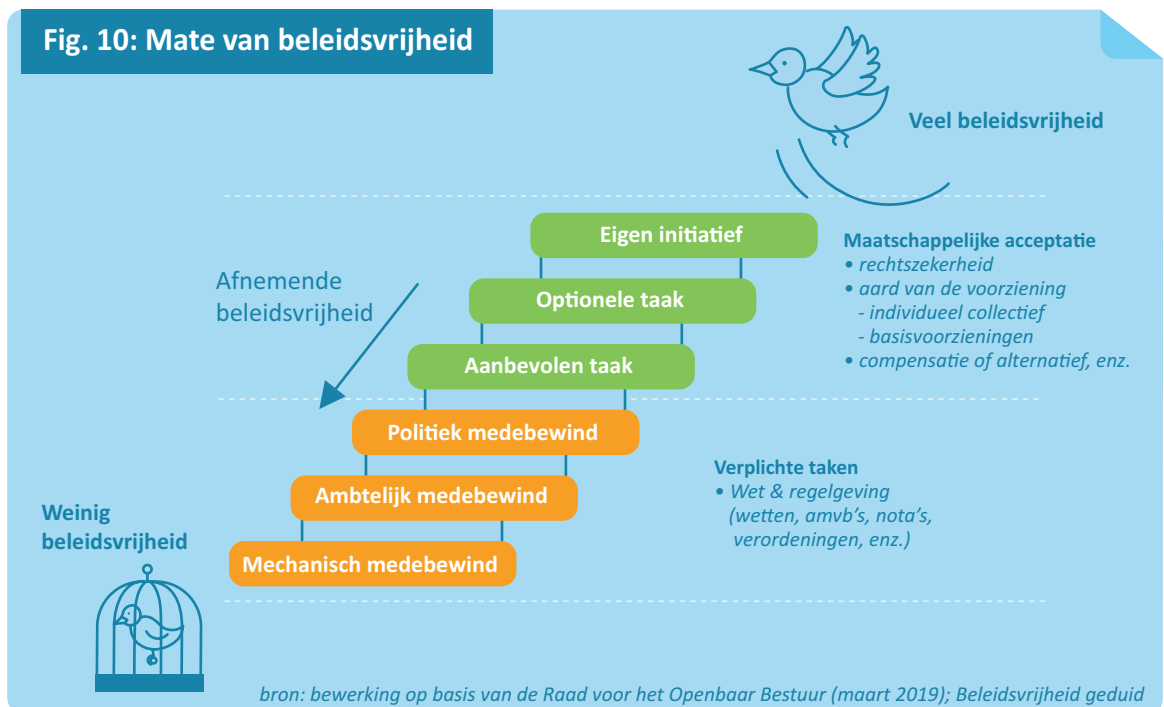 Fig. 10: Mate van beleidsvrijheid
Veel beleidsvrijheid
Eigen initiatief
Optionele taak
Aanbevolen taak
Politiek medebewind
Ambtelijk medebewind
Mechanisch medebewind
Afnemende
beleidsvrijheid
Maatschappelijke acceptatie
• rechtszekerheid
• aard van de voorziening
- individueel collectief
- basisvoorzieningen
• compensatie of alternatief, enz.
Verplichte taken
• Wet & regelgeving
(wetten, amvb's, nota's,
verordeningen, enz.)
Weinig
beleidsvrijheid
bron: bewerking op basis van de Raad voor het Openbaar Bestuur (maart 2019); Beleidsvrijheid geduid